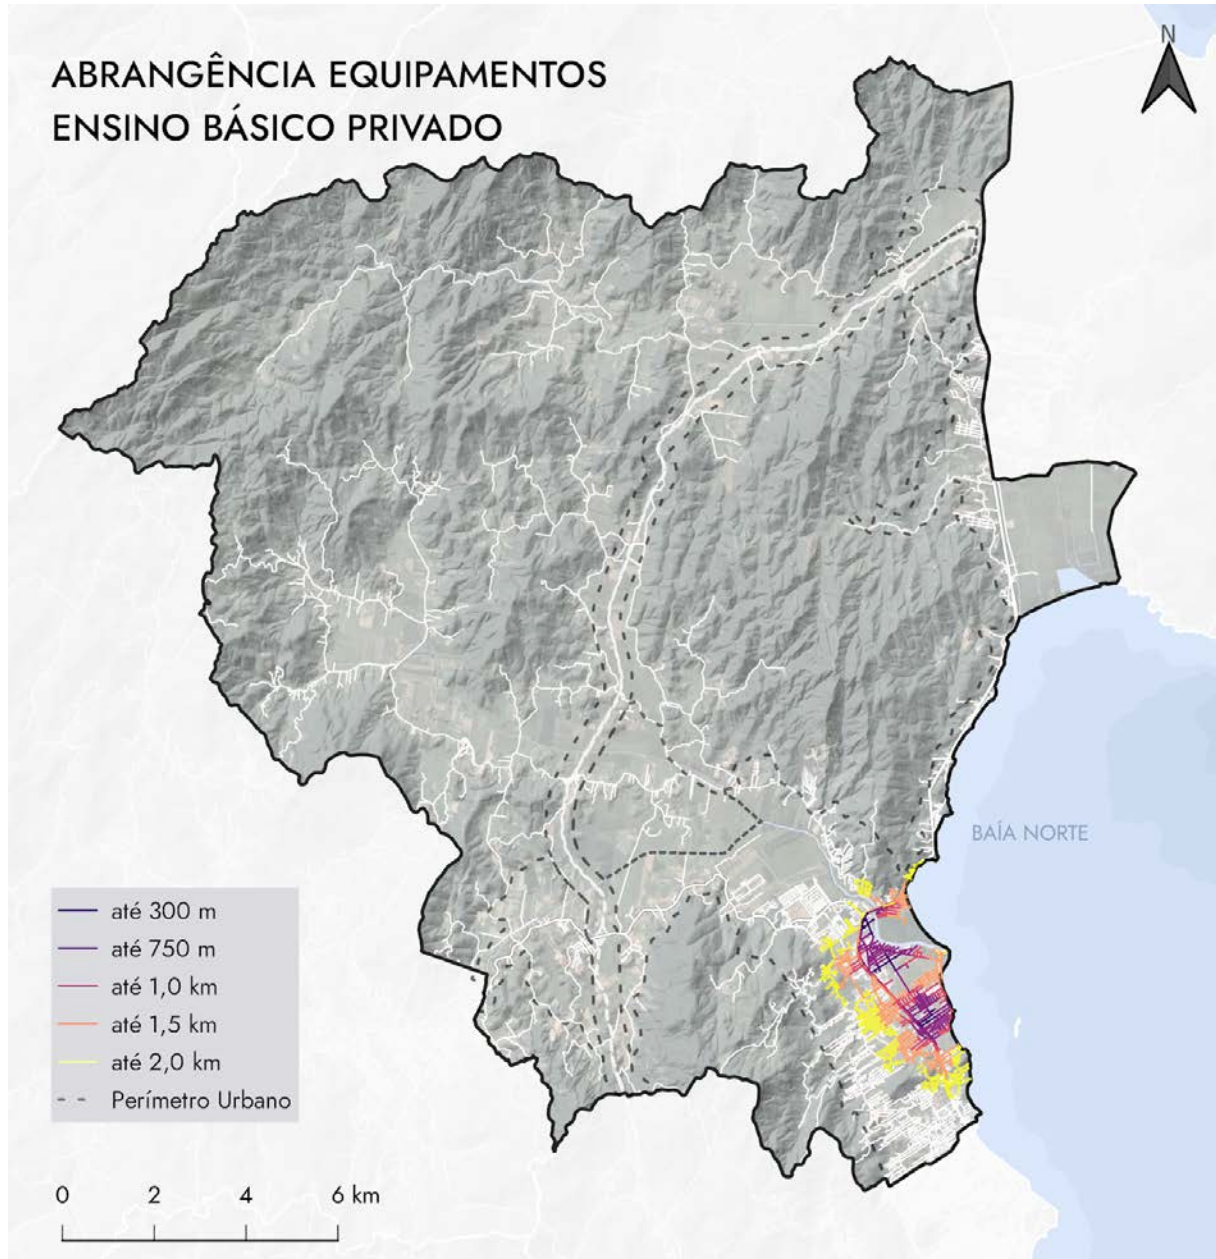 ABRANGÊNCIA EQUIPAMENTOS
ENSINO BÁSICO PRIVADO
N
BAÍA NORTE
até 300 m
até 750 m
até 1,0 km
até 1,5 km
até 2,0 km
Perímetro Urbano
0 2 4 6 km